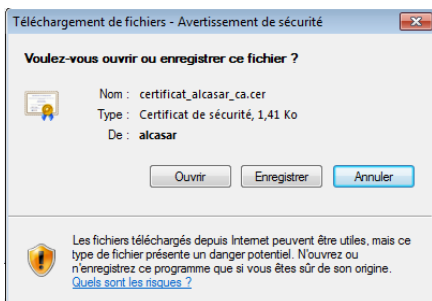 Téléchargement de fichiers - Avertissement de sécurité
Voulez-vous ouvrir ou enregistrer ce fichier ?
Nom : certificat_alcasar_ca.cer
Type : Certificat de sécurité, 1,41 Ko
De : alcasar
Ouvrir Enregistrer Annuler
Les fichiers téléchargés depuis Internet peuvent être utiles, mais ce
type de fichier présente un danger potentiel. N'ouvrez ou
n'enregistrez ce programme que si vous êtes sûr de son origine.
Quels sont les risques ?